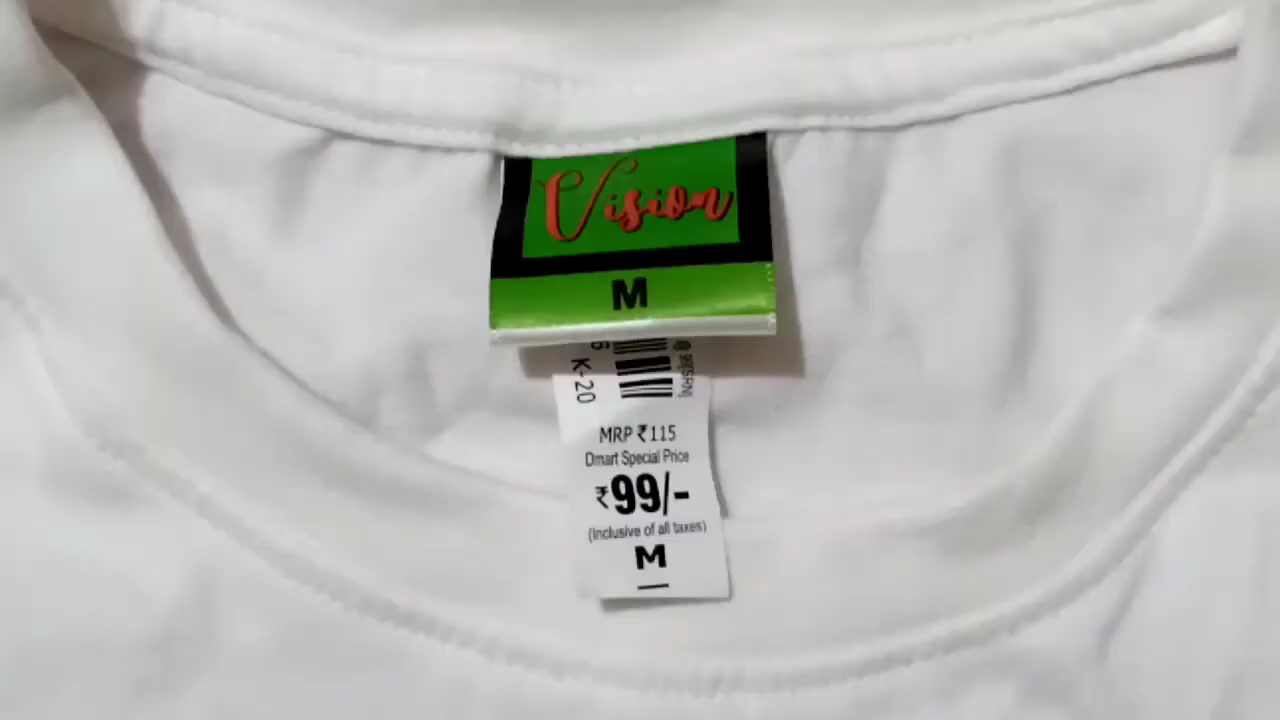 Vision
M
K-20
MRP ₹115
Dmart Special Price
₹99/-
(Inclusive of all taxes)
M